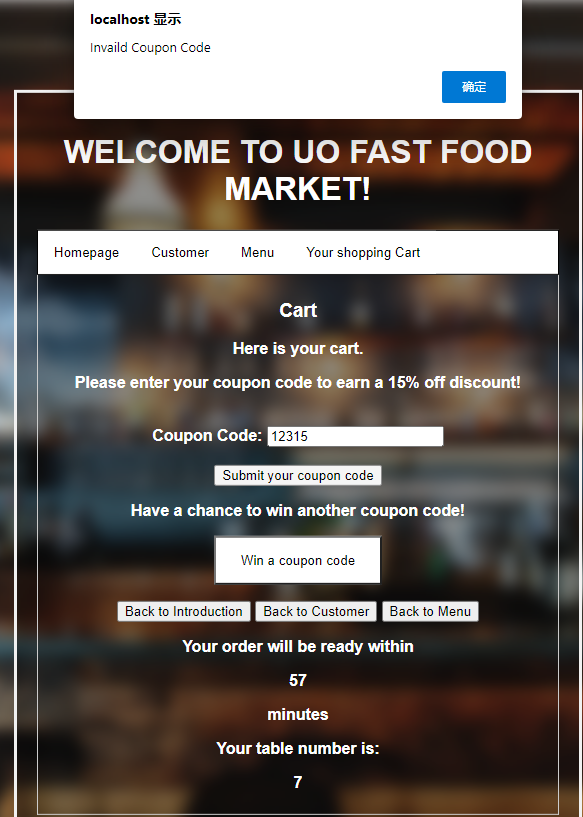 localhost 显示
Invaild Coupon Code
确定
WELCOME TO UO FAST FOOD
MARKET!
Homepage Customer Menu Your shopping Cart
Cart
Here is your cart.
Please enter your coupon code to earn a 15% off discount!
Coupon Code: 12315
Submit your coupon code
Have a chance to win another coupon code!
Win a coupon code
Back to Introduction Back to Customer Back to Menu
Your order will be ready within
57
minutes
Your table number is:
7